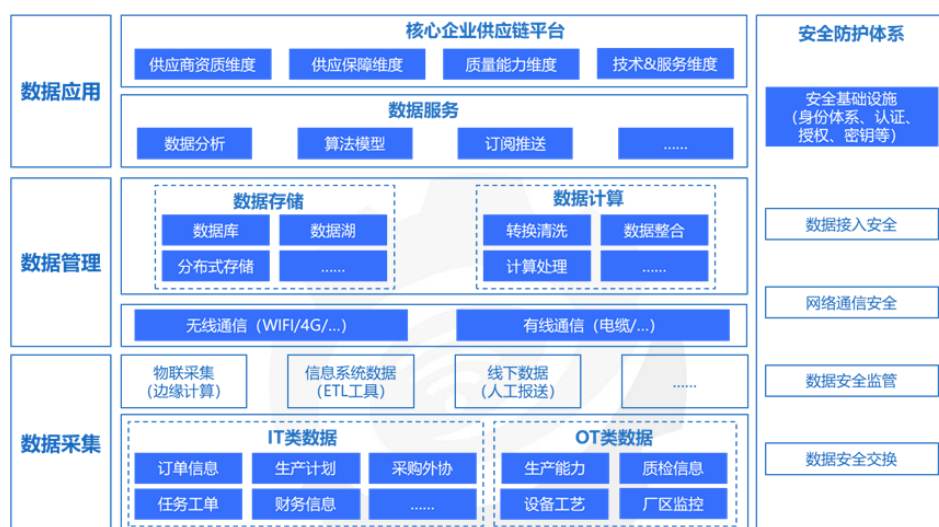 数据应用
核心企业供应链平台
供应商资质维度
供应保障维度
质量能力维度
技术&服务维度
数据服务
数据分析
算法模型
订阅推送
......
数据管理
数据存储
数据库
数据湖
分布式存储
......
数据计算
转换清洗
数据整合
计算处理
......
无线通信（WIFI/4G/...）
有线通信（电缆/...）
数据采集
物联采集
（边缘计算）
信息系统数据
（ETL工具）
线下数据
（人工报送）
......
IT类数据
订单信息
生产计划
采购外协
任务工单
财务信息
......
OT类数据
生产能力
质检信息
设备工艺
厂区监控
安全防护体系
安全基础设施
（身份体系、认证、
授权、密钥等）
数据接入安全
网络通信安全
数据安全监管
数据安全交换